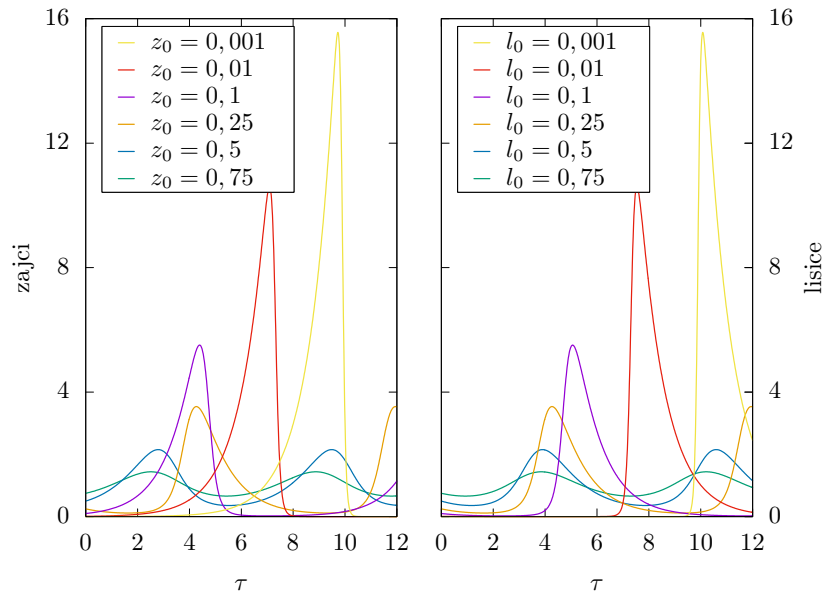 16
12
8
4
0
zajci
z₀ = 0,001
z₀ = 0,01
z₀ = 0,1
z₀ = 0,25
z₀ = 0,5
z₀ = 0,75
0 2 4 6 8 10 12
τ
l₀ = 0,001
l₀ = 0,01
l₀ = 0,1
l₀ = 0,25
l₀ = 0,5
l₀ = 0,75
0 2 4 6 8 10 12
τ
16
12
8
4
0
lisice